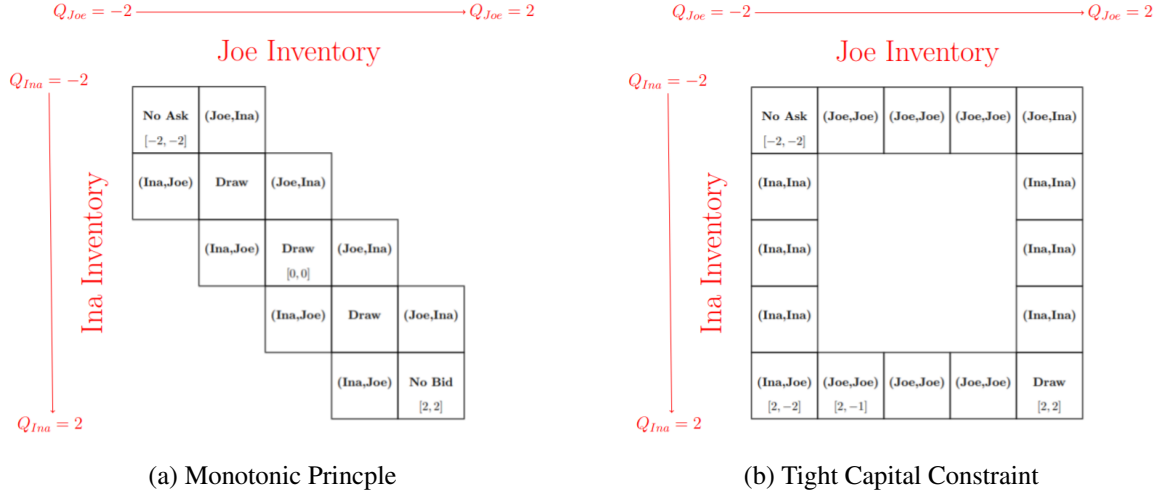 Q_{Joe} = −2 Q_{Joe} = 2
Joe Inventory
Q_{Ina} = −2
Ina Inventory
No Ask (Joe,Ina)
[−2, −2]
(Ina,Joe) Draw (Joe,Ina)
(Ina,Joe) Draw (Joe,Ina)
[0, 0]
(Ina,Joe) Draw (Joe,Ina)
(Ina,Joe) No Bid
[2, 2]
Q_{Ina} = 2
(a) Monotonic Princple
Q_{Joe} = −2 Q_{Joe} = 2
Joe Inventory
Q_{Ina} = −2
Ina Inventory
No Ask (Joe,Joe) (Joe,Joe) (Joe,Joe) (Joe,Ina)
[−2, −2]
(Ina,Ina) (Ina,Ina)
(Ina,Ina) (Ina,Ina)
(Ina,Ina) (Ina,Ina)
(Ina,Joe) (Joe,Joe) (Joe,Joe) (Joe,Joe) Draw
[2, −2] [2, −1] [2, 2]
Q_{Ina} = 2
(b) Tight Capital Constraint